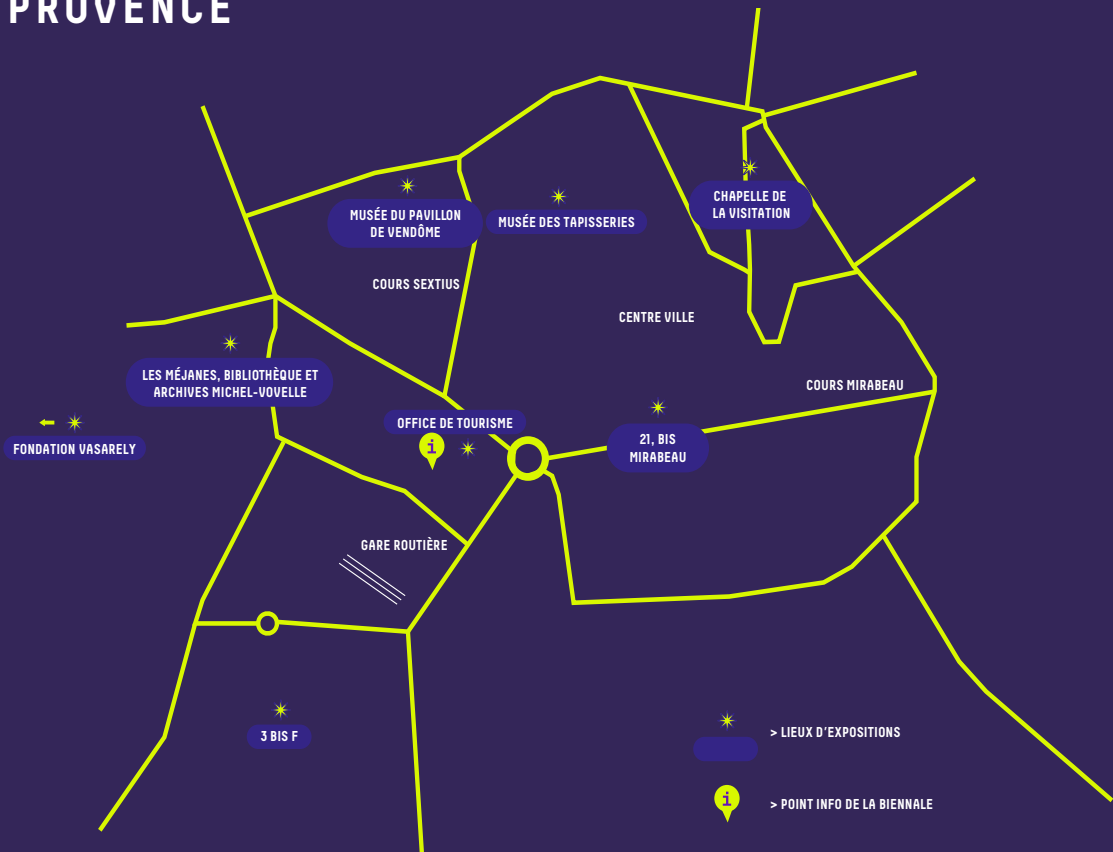 PROVENCE
MUSÉE DU PAVILLON
DE VENDÔME
MUSÉE DES TAPISSERIES
CHAPELLE DE
LA VISITATION
COURS SEXTIUS
CENTRE VILLE
LES MÉJANES, BIBLIOTHÈQUE ET
ARCHIVES MICHEL-VOVELLE
COURS MIRABEAU
OFFICE DE TOURISME
i
21, BIS
MIRABEAU
FONDATION VASARELY
GARE ROUTIÈRE
3 BIS F
> LIEUX D'EXPOSITIONS
i
> POINT INFO DE LA BIENNALE